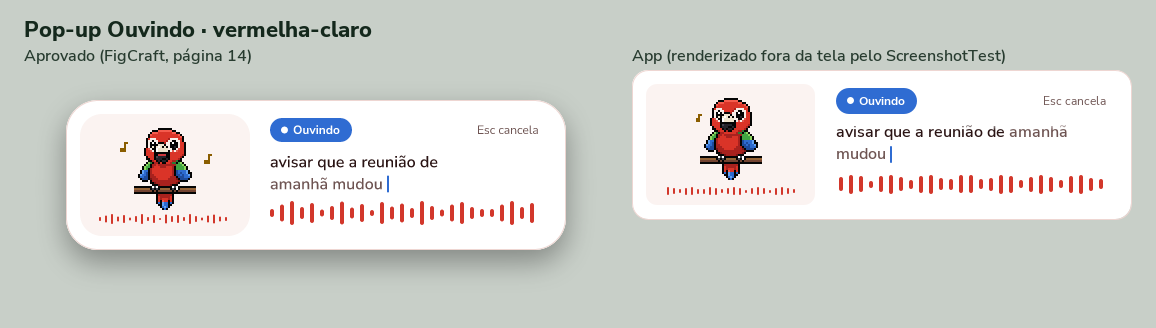 Pop-up Ouvindo · vermelha-claro
Aprovado (FigCraft, página 14)
Ouvindo
Esc cancela
avisar que a reunião de
amanhã mudou
App (renderizado fora da tela pelo ScreenshotTest)
Ouvindo
Esc cancela
avisar que a reunião de amanhã
mudou